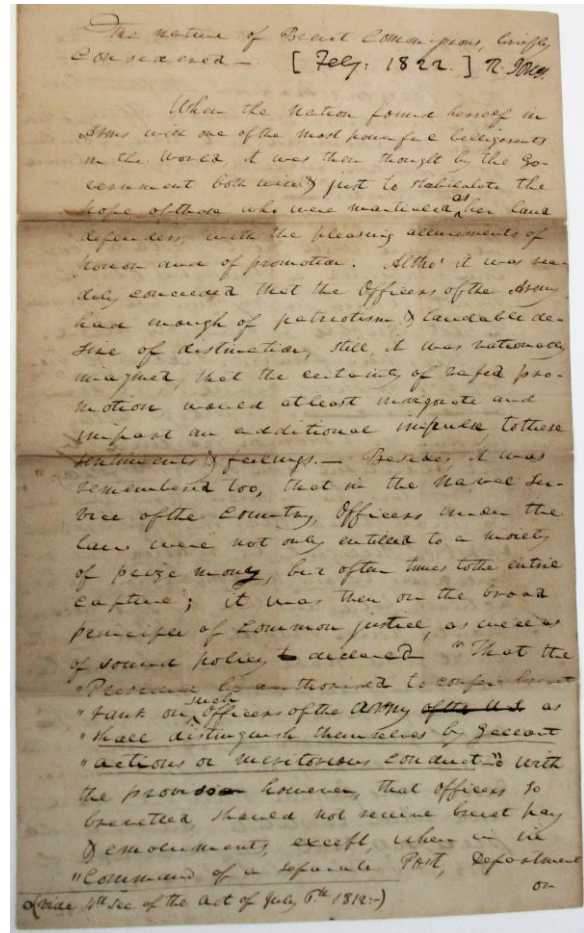 The nature of Brevet Commissions, briefly
Considered — [Feby: 1822.] R. Jones
When the Nation found herself in
Arms with one of the most powerful belligerents
in the World, it was then thought by the Go-
vernment both wise & just to the
hope of those who were martialed as her land
defenders, with the pleasing allurements of
honor and of promotion. Altho' it was rea-
dily conceded that the Officers of the Army
had enough of patriotism & laudable de-
sire of distinction, still, it was rationally
imagined, that the certainty of rapid pro-
motion, would atleast invigorate and
impart an additional impulse to these
sentiments & feelings. — Besides, it was
remembered too, that in the Naval Ser-
vice of the Country, Officers under the
law were not only entitled to a moiety
of prize money, but often times to the entire
capture; it was then on the broad
principle of Common justice, as well as
of sound policy declared "That the
"President be authorised to confer brevet
"rank on such Officers of the Army of the U.S. as
"shall distinguish themselves by gallant
"actions or meritorious conduct" with
the proviso however, that officers so
brevetted, should not receive brevet pay
& emoluments, except, when in
"Command of a separate Post, Department
or
(vide 4th Sec of the act of July 6th 1812.—)